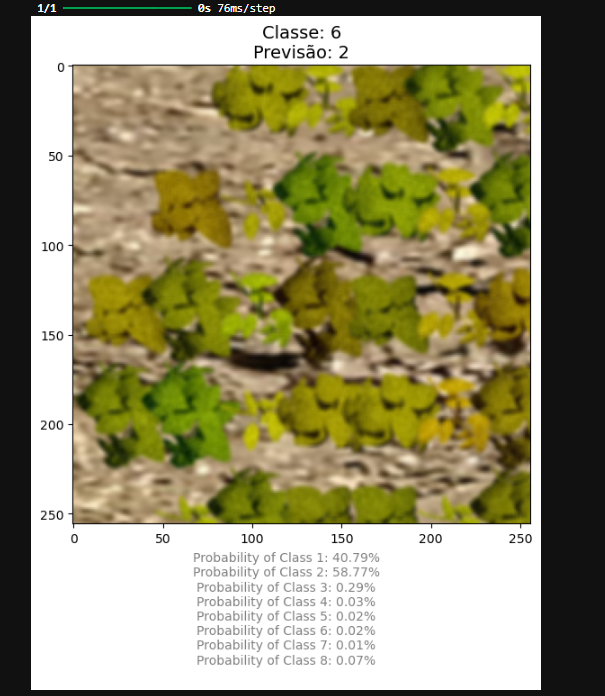 1/1 0s 76ms/step
Classe: 6
Previsão: 2
0
50
100
150
200
250
0 50 100 150 200 250
Probability of Class 1: 40.79%
Probability of Class 2: 58.77%
Probability of Class 3: 0.29%
Probability of Class 4: 0.03%
Probability of Class 5: 0.02%
Probability of Class 6: 0.02%
Probability of Class 7: 0.01%
Probability of Class 8: 0.07%